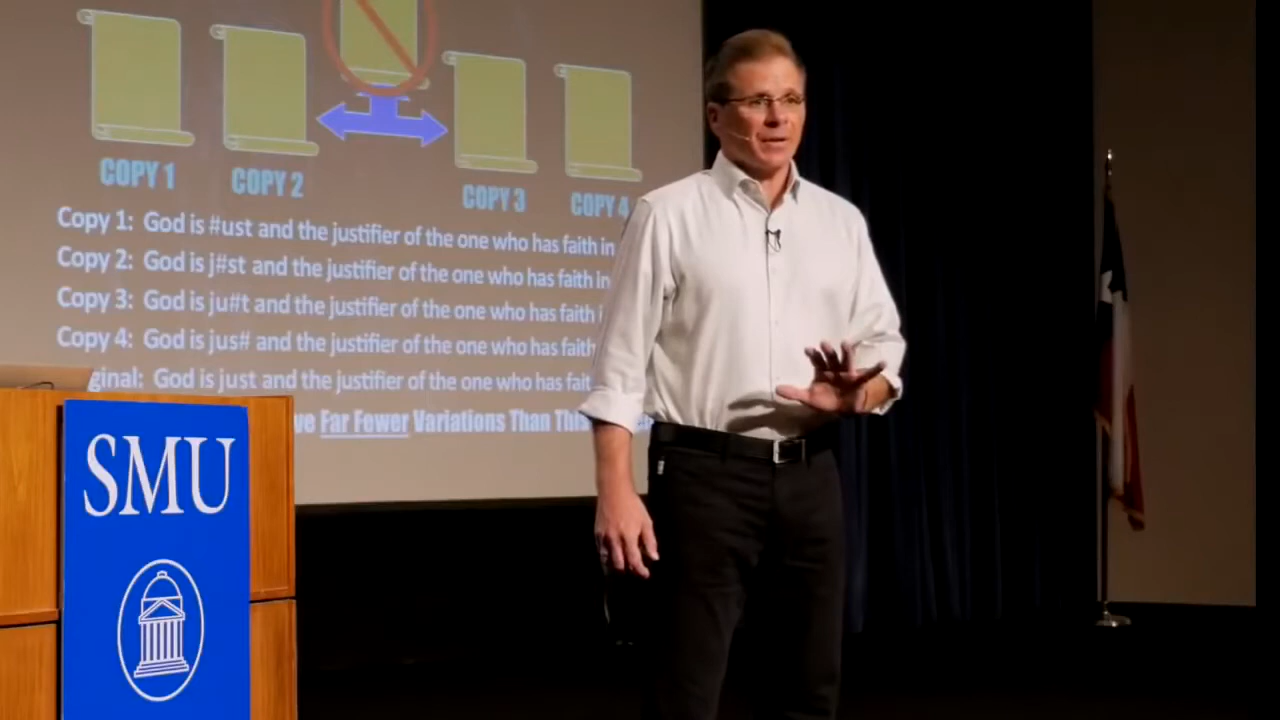 COPY 1
COPY 2
COPY 3
COPY 4
Copy 1: God is #ust and the justifier of the one who has faith in
Copy 2: God is j#st and the justifier of the one who has faith in
Copy 3: God is ju#t and the justifier of the one who has faith
Copy 4: God is jus# and the justifier of the one who has faith
ginal: God is just and the justifier of the one who has fait
ve Far Fewer Variations Than This
SMU